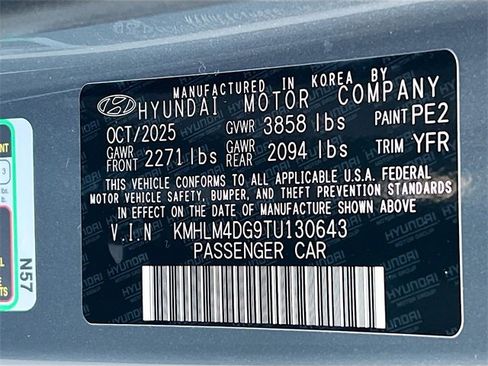 MANUFACTURED IN KOREA BY
HYUNDAI MOTOR COMPANY
OCT/2025 GVWR 3858 lbs PAINT PE2
GAWR FRONT 2271 lbs GAWR REAR 2094 lbs TRIM YFR
THIS VEHICLE CONFORMS TO ALL APPLICABLE U.S.A. FEDERAL
MOTOR VEHICLE SAFETY, BUMPER, AND THEFT PREVENTION STANDARDS
IN EFFECT ON THE DATE OF MANUFACTURE SHOWN ABOVE.
V.I.N KMHLM4DG9TU130643
PASSENGER CAR
N57